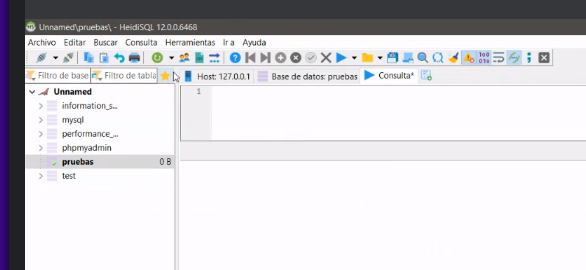 Unnamed\pruebas\ - HeidiSQL 12.0.0.6468
Archivo Editar Buscar Consulta Herramientas Ir a Ayuda
Filtro de base Filtro de tabla Host: 127.0.0.1 Base de datos: pruebas Consulta*
Unnamed
information_s...
mysql
performance_...
phpmyadmin
pruebas 0 B
test
1